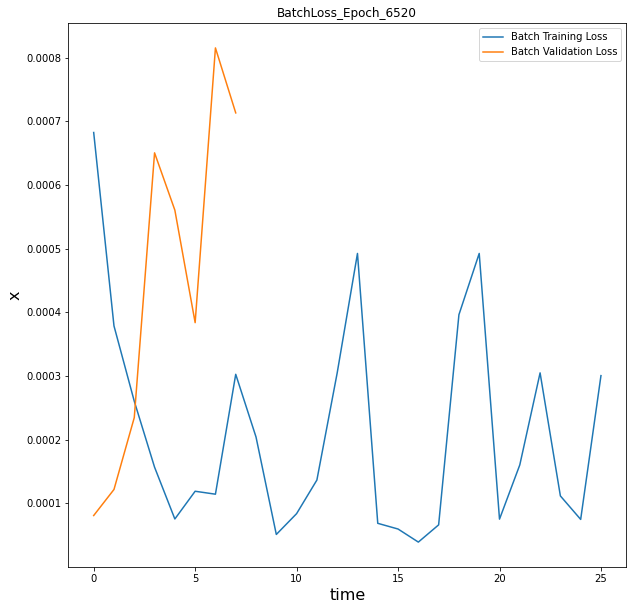 BatchLoss_Epoch_6520
Batch Training Loss
Batch Validation Loss
0.0008
0.0007
0.0006
0.0005
0.0004
0.0003
0.0002
0.0001
x
0 5 10 15 20 25
time